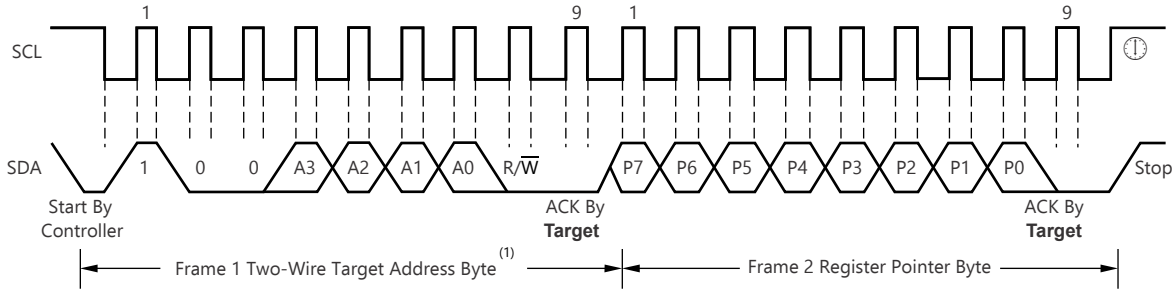 1 9 1 9
SCL
SDA 1 0 0 A3 A2 A1 A0 R/W̅ P7 P6 P5 P4 P3 P2 P1 P0 Stop
Start By
Controller
ACK By
Target
ACK By
Target
Frame 1 Two-Wire Target Address Byte (1)
Frame 2 Register Pointer Byte